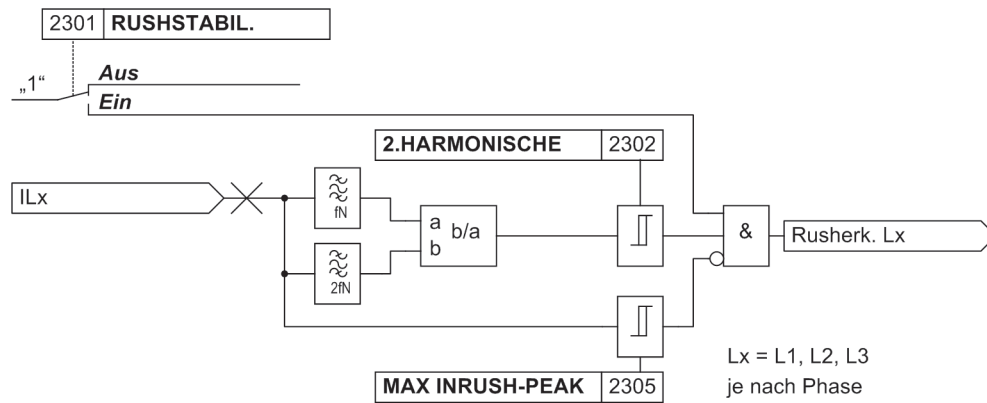 2301 RUSHSTABIL.
„1“
Aus
Ein
2.HARMONISCHE 2302
ILx
fN
a
b
b/a
2fN
&
Rusherk. Lx
MAX INRUSH-PEAK 2305
Lx = L1, L2, L3
je nach Phase